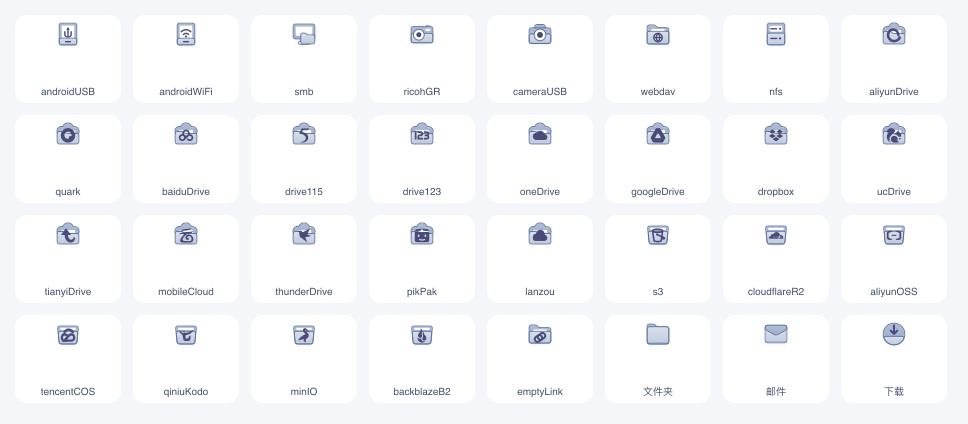 androidUSB androidWiFi smb ricohGR cameraUSB webdav nfs aliyunDrive
quark baiduDrive drive115 drive123 oneDrive googleDrive dropbox ucDrive
tianyiDrive mobileCloud thunderDrive pikPak lanzou s3 cloudflareR2 aliyunOSS
tencentCOS qiniuKodo minIO backblazeB2 emptyLink 文件夹 邮件 下载